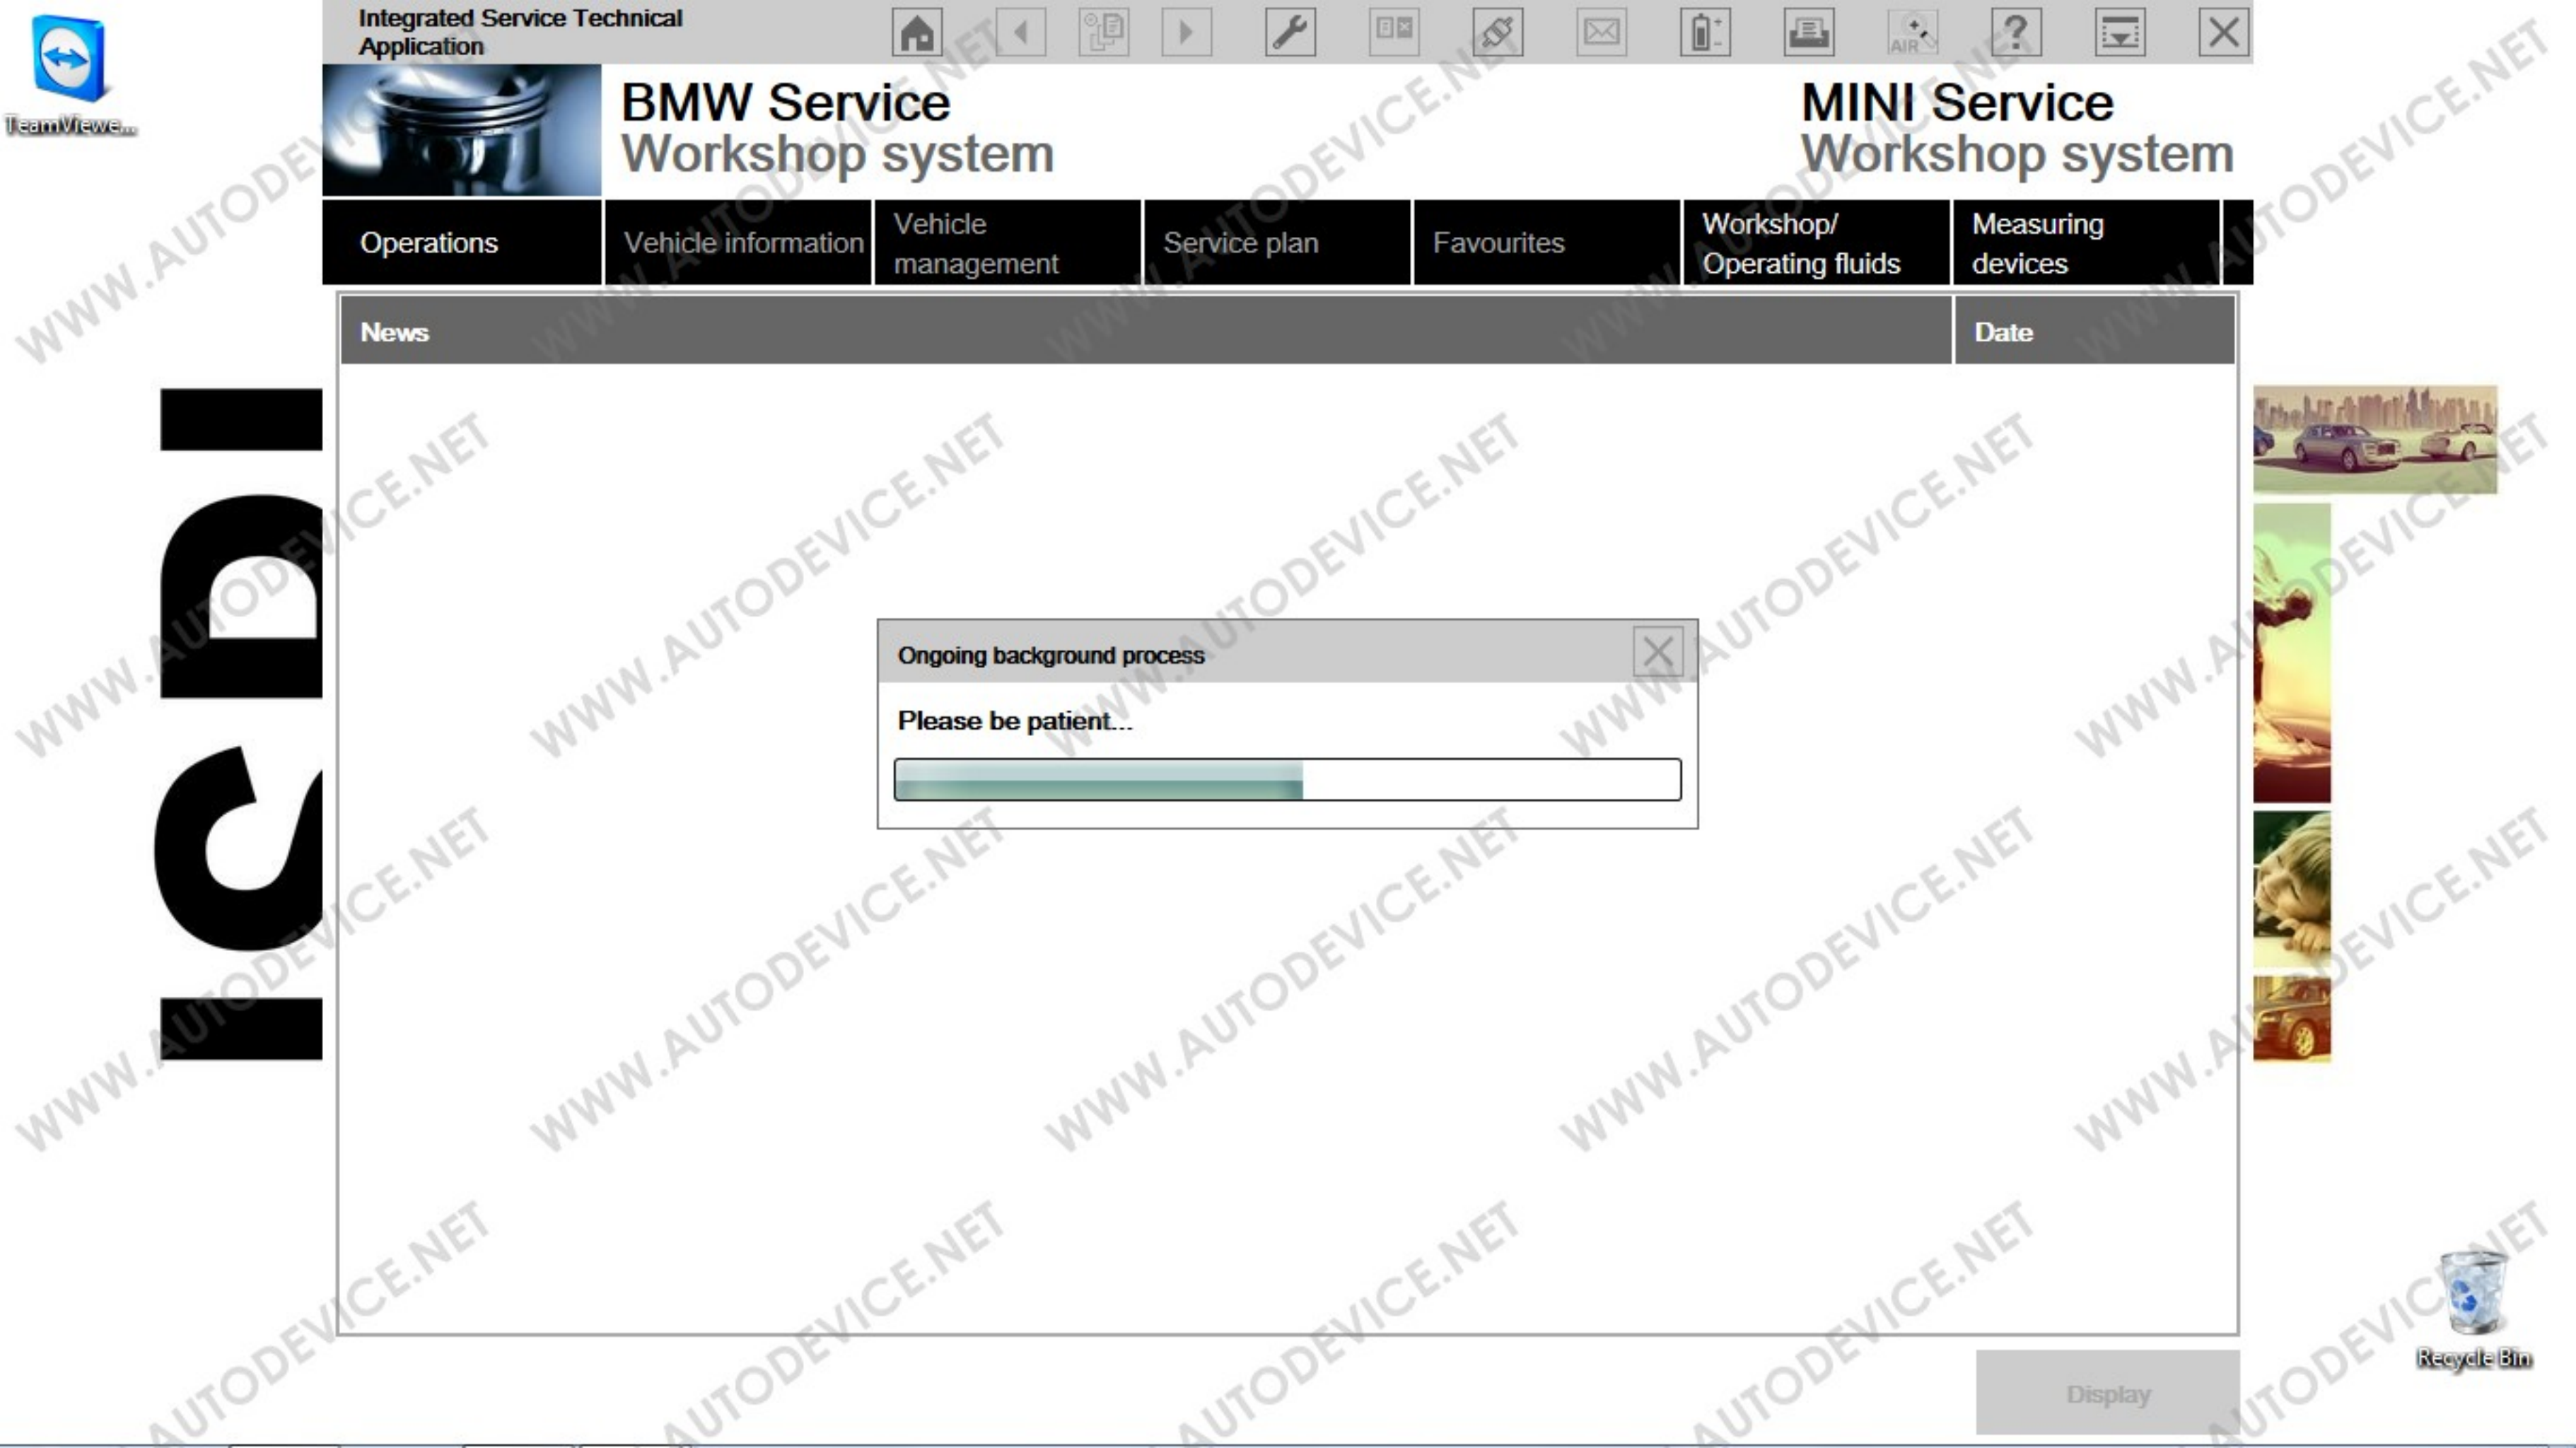 Integrated Service Technical
Application
AIR
TeamViewe...
BMW Service
Workshop system
MINI Service
Workshop system
Operations
Vehicle information
Vehicle
management
Service plan
Favourites
Workshop/
Operating fluids
Measuring
devices
News
Date
ISDI
Ongoing background process
Please be patient...
Display
Recycle Bin
WWW.AUTODEVICE.NET